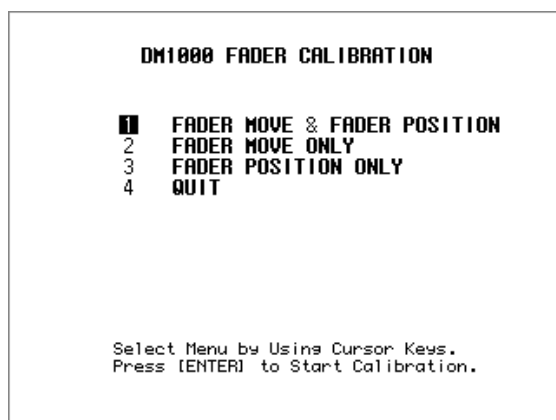 DM1000 FADER CALIBRATION
1 FADER MOVE & FADER POSITION
2 FADER MOVE ONLY
3 FADER POSITION ONLY
4 QUIT
Select Menu by Using Cursor Keys.
Press [ENTER] to Start Calibration.